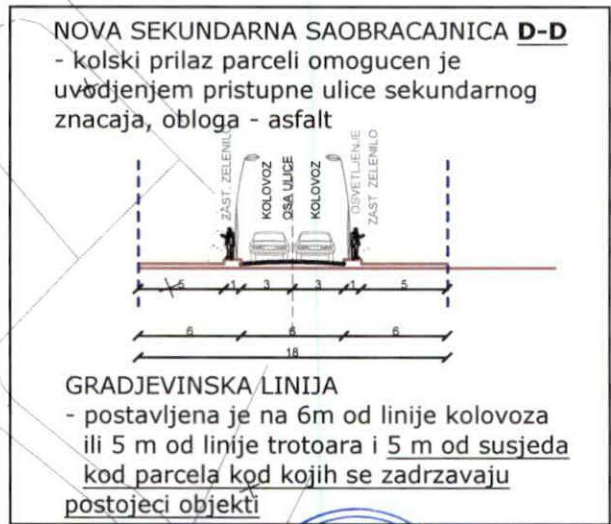 NOVA SEKUNDARNA SAOBRACAJNICA D-D
- kolski prilaz parceli omogucen je
uvodjenjem pristupne ulice sekundarnog
znacaja, obloga - asfalt
ZAST. ZELENILO
KOLOVOZ
OSA ULICE
KOLOVOZ
OSVETLJENJE
ZAST. ZELENILO
5 1 3 3 1 5
6 6 6
18
GRADJEVINSKA LINIJA
- postavljena je na 6m od linije kolovoza
ili 5 m od linije trotoara i 5 m od susjeda
kod parcela kod kojih se zadrzavaju
postojeci objekti